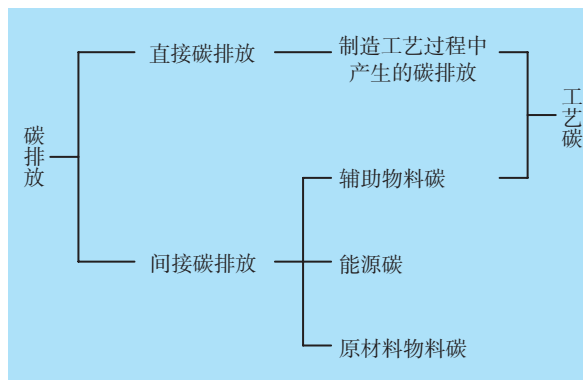 碳排放
直接碳排放
制造工艺过程中
产生的碳排放
工艺碳
辅助物料碳
间接碳排放
能源碳
原材料物料碳